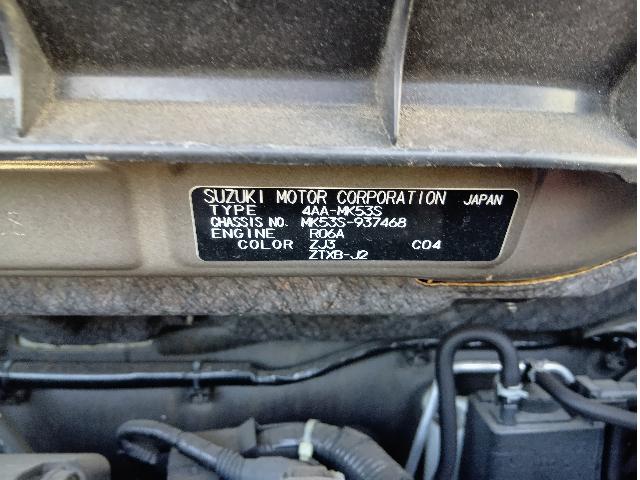 SUZUKI MOTOR CORPORATION JAPAN
TYPE 4AA-MK53S
CHASSIS NO. MK53S-937468
ENGINE R06A
COLOR ZJ3 C04
ZTXB-J2